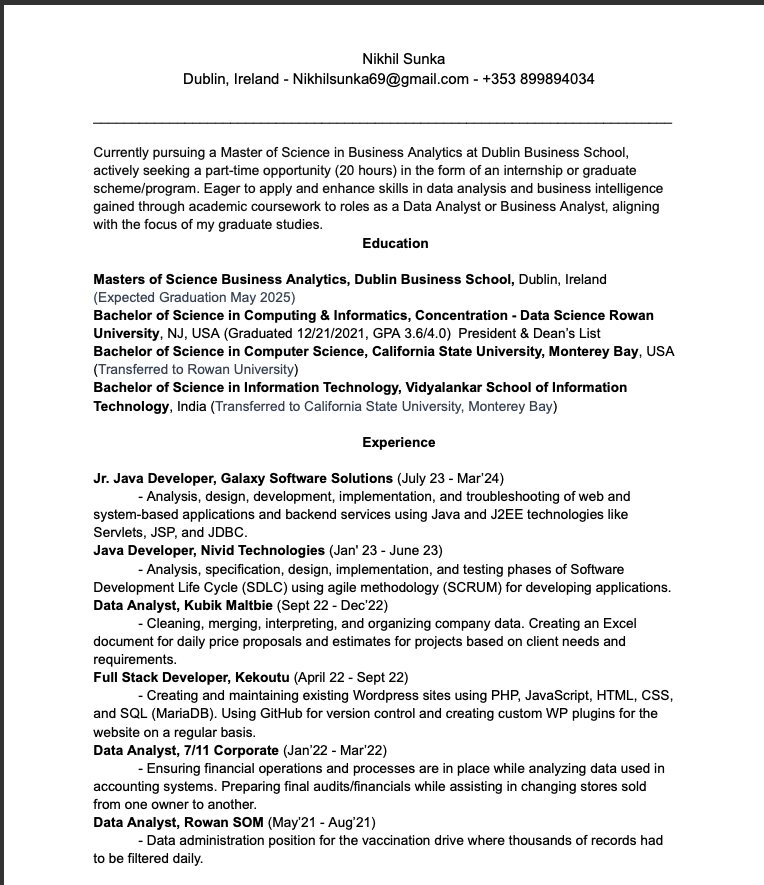 Nikhil Sunka
Dublin, Ireland - Nikhilsunka69@gmail.com - +353 899894034
Currently pursuing a Master of Science in Business Analytics at Dublin Business School,
actively seeking a part-time opportunity (20 hours) in the form of an internship or graduate
scheme/program. Eager to apply and enhance skills in data analysis and business intelligence
gained through academic coursework to roles as a Data Analyst or Business Analyst, aligning
with the focus of my graduate studies.
Education
Masters of Science Business Analytics, Dublin Business School, Dublin, Ireland
(Expected Graduation May 2025)
Bachelor of Science in Computing & Informatics, Concentration - Data Science Rowan
University, NJ, USA (Graduated 12/21/2021, GPA 3.6/4.0)  President & Dean’s List
Bachelor of Science in Computer Science, California State University, Monterey Bay, USA
(Transferred to Rowan University)
Bachelor of Science in Information Technology, Vidyalankar School of Information
Technology, India (Transferred to California State University, Monterey Bay)
Experience
Jr. Java Developer, Galaxy Software Solutions (July 23 - Mar’24)
- Analysis, design, development, implementation, and troubleshooting of web and
system-based applications and backend services using Java and J2EE technologies like
Servlets, JSP, and JDBC.
Java Developer, Nivid Technologies (Jan' 23 - June 23)
- Analysis, specification, design, implementation, and testing phases of Software
Development Life Cycle (SDLC) using agile methodology (SCRUM) for developing applications.
Data Analyst, Kubik Maltbie (Sept 22 - Dec’22)
- Cleaning, merging, interpreting, and organizing company data. Creating an Excel
document for daily price proposals and estimates for projects based on client needs and
requirements.
Full Stack Developer, Kekoutu (April 22 - Sept 22)
- Creating and maintaining existing Wordpress sites using PHP, JavaScript, HTML, CSS,
and SQL (MariaDB). Using GitHub for version control and creating custom WP plugins for the
website on a regular basis.
Data Analyst, 7/11 Corporate (Jan’22 - Mar’22)
- Ensuring financial operations and processes are in place while analyzing data used in
accounting systems. Preparing final audits/financials while assisting in changing stores sold
from one owner to another.
Data Analyst, Rowan SOM (May’21 - Aug’21)
- Data administration position for the vaccination drive where thousands of records had
to be filtered daily.